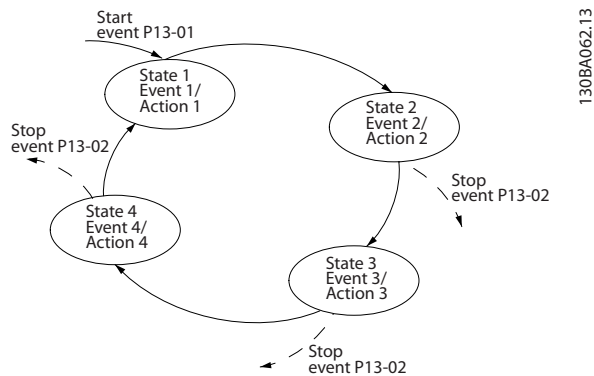 Start
event P13-01
130BA062.13
State 1
Event 1/
Action 1
State 2
Event 2/
Action 2
Stop
event P13-02
Stop
event P13-02
State 4
Event 4/
Action 4
State 3
Event 3/
Action 3
Stop
event P13-02